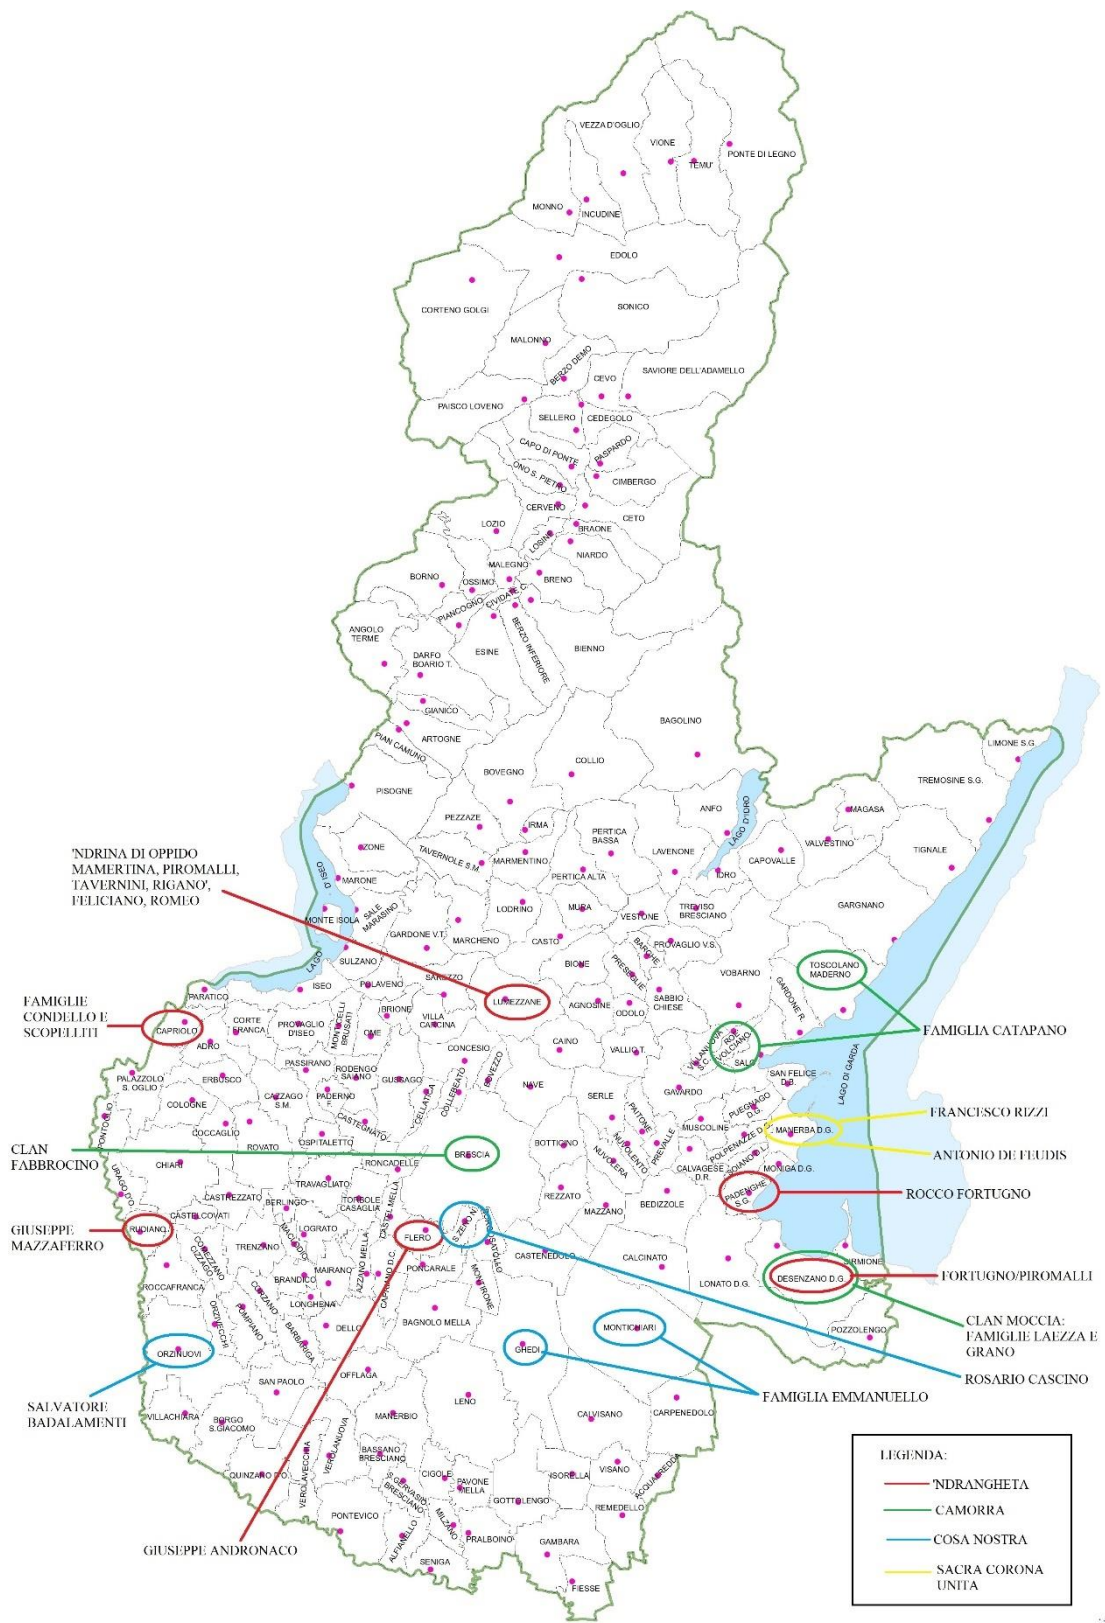 VEZZA D'OGLIO
VIONE
TEMU'
PONTE DI LEGNO
MONNO
INCUDINE
EDOLO
CORTENO GOLGI
SONICO
MALONNO
BERZO DEMO
CEVO
SAVIORE DELL'ADAMELLO
PAISCO LOVENO
SELLERO
CEDEGOLO
CAPO DI PONTE
PASPARDO
ONO S. PIETRO
CIMBERGO
CERVENO
CETO
LOZIO
BRAONE
LOSINE
NIARDO
MALEGNO
BORNO
OSSIMO
BRENO
CIVIDATE C.
PIANCOGNO
BERZO INFERIORE
ANGOLO
TERME
ESINE
BIENNO
DARFO
BOARIO T.
GIANICO
ARTOGNE
PIAN CAMUNO
BAGOLINO
LIMONE S.G.
COLLIO
BOVEGNO
TREMOSINE S.G.
PISOGNE
ANFO
LAGO D'IDRO
MAGASA
PEZZAZE
IRMA
PERTICA
BASSA
VALVESTINO
ZONE
TAVERNOLE S.M.
MARMENTINO
LAVENONE
CAPOVALLE
TIGNALE
'NDRINA DI OPPIDO
MAMERTINA, PIROMALLI,
TAVERNINI, RIGANO',
FELICIANO, ROMEO
MARONE
PERTICA ALTA
IDRO
LAGO D'ISEO
MONTE ISOLA
SALE
MARASINO
LODRINO
MURA
VESTONE
TREVISO
BRESCIANO
GARGNANO
GARDONE V.T.
MARCHENO
CASTO
BARGHE
PROVAGLIO V.S.
SULZANO
SAREZZO
BIONE
PRESEGLIE
VOBARNO
TOSCOLANO
MADERNO
PARATICO
ISEO
POLAVENO
LUMEZZANE
AGNOSINE
ODOLO
SABBIO
CHIESE
GARDONE R.
FAMIGLIE
CONDELLO E
SCOPELLITI
CAPRIOLO
CORTE
FRANCA
PROVAGLIO
D'ISEO
MONTICELLI
BRUSATI
OME
BRIONE
VILLA
CARCINA
FAMIGLIA CATAPANO
ADRO
CAINO
VALLIO T.
VILLANUOVA
S.C.
ROE'
VOLCIANO
SALO'
CONCESIO
PALAZZOLO
S. OGLIO
ERBUSCO
PASSIRANO
RODENGO
SAIANO
GUSSAGO
BOVEZZO
NAVE
LAGO DI GARDA
SAN FELICE
D.B.
COLOGNE
CAZZAGO
S.M.
PADERNO
F.
CELLATICA
COLLEBEATO
SERLE
GAVARDO
PUEGNAGO
D.G.
FRANCESCO RIZZI
PONTOGLIO
COCCAGLIO
ROVATO
OSPITALETTO
CASTEGNATO
BOTTICINO
PAITONE
PREVALLE
MUSCOLINE
POLPENAZZE D.G.
MANERBA D.G.
CLAN
FABBROCINO
CHIARI
BRESCIA
NUVOLENTO
NUVOLERA
CALVAGESE
D.R.
SOIANO D.L.
MONIGA D.G.
ANTONIO DE FEUDIS
RONCADELLE
URAGO D'O.
CASTREZZATO
TRAVAGLIATO
TORBOLE
CASAGLIA
CASTEL MELLA
REZZATO
MAZZANO
BEDIZZOLE
PADENGHE
S.G.
ROCCO FORTUGNO
BERLINGO
GIUSEPPE
MAZZAFERRO
RUDIANO
CASTELCOVATI
LOGRATO
MACLODIO
FLERO
S. ZENO N.
CASTENEDOLO
CALCINATO
TRENZANO
COMEZZANO
CIZZAGO
AZZANO MELLA
PONCARALE
MONTIRONE
LONATO D.G.
SIRMIONE
DESENZANO D.G.
FORTUGNO/PIROMALLI
ROCCAFRANCA
BRANDICO
MAIRANO
CAPRIANO D.C.
CORZANO
LONGHENA
POMPIANO
ORZIVECCHI
BARBARIGA
DELLO
BAGNOLO MELLA
MONTICHIARI
POZZOLENGO
CLAN MOCCIA:
FAMIGLIE LAEZZA E
GRANO
ORZINUOVI
GHEDI
ROSARIO CASCINO
SALVATORE
BADALAMENTI
SAN PAOLO
OFFLAGA
LENO
FAMIGLIA EMMANUELLO
VILLACHIARA
BORGO
S.GIACOMO
MANERBIO
CALVISANO
CARPENEDOLO
QUINZANO D'O.
VEROLAVECCHIA
VEROLANUOVA
BASSANO
BRESCIANO
CIGOLE
PAVONE
MELLA
ISORELLA
VISANO
ACQUAFREDDA
S.GERVASIO
BRESCIANO
GOTTOLENGO
REMEDELLO
PONTEVICO
ALFIANELLO
MILZANO
PRALBOINO
GAMBARA
GIUSEPPE ANDRONACO
SENIGA
FIESSE
LEGENDA:
'NDRANGHETA
CAMORRA
COSA NOSTRA
SACRA CORONA
UNITA